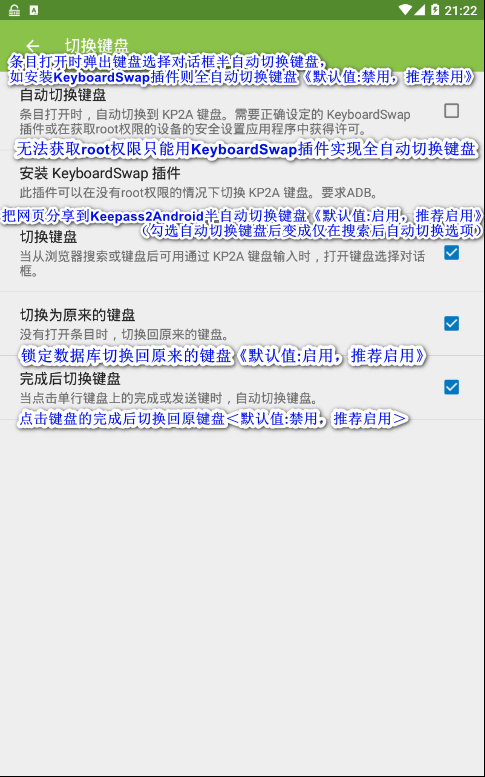 21:22
切换键盘
条目打开时弹出键盘选择对话框半自动切换键盘，
如安装KeyboardSwap插件则全自动切换键盘《默认值:禁用，推荐禁用》
自动切换键盘
条目打开时，自动切换到 KP2A 键盘。需要正确设定的 KeyboardSwap
插件或在获取root权限的设备的安全设置应用程序中获得许可。
无法获取root权限只能用KeyboardSwap插件实现全自动切换键盘
安装 KeyboardSwap 插件
此插件可以在没有root权限的情况下切换 KP2A 键盘。要求ADB。
把网页分享到Keepass2Android半自动切换键盘《默认值:启用，推荐启用》
（勾选自动切换键盘后变成仅在搜索后自动切换选项）
切换键盘
当从浏览器搜索或键盘后可用通过 KP2A 键盘输入时，打开键盘选择对话
框。
切换为原来的键盘
没有打开条目时，切换回原来的键盘。
锁定数据库切换回原来的键盘《默认值:启用，推荐启用》
完成后切换键盘
当点击单行键盘上的完成或发送键时，自动切换键盘。
点击键盘的完成后切换回原键盘＜默认值:禁用，推荐启用＞